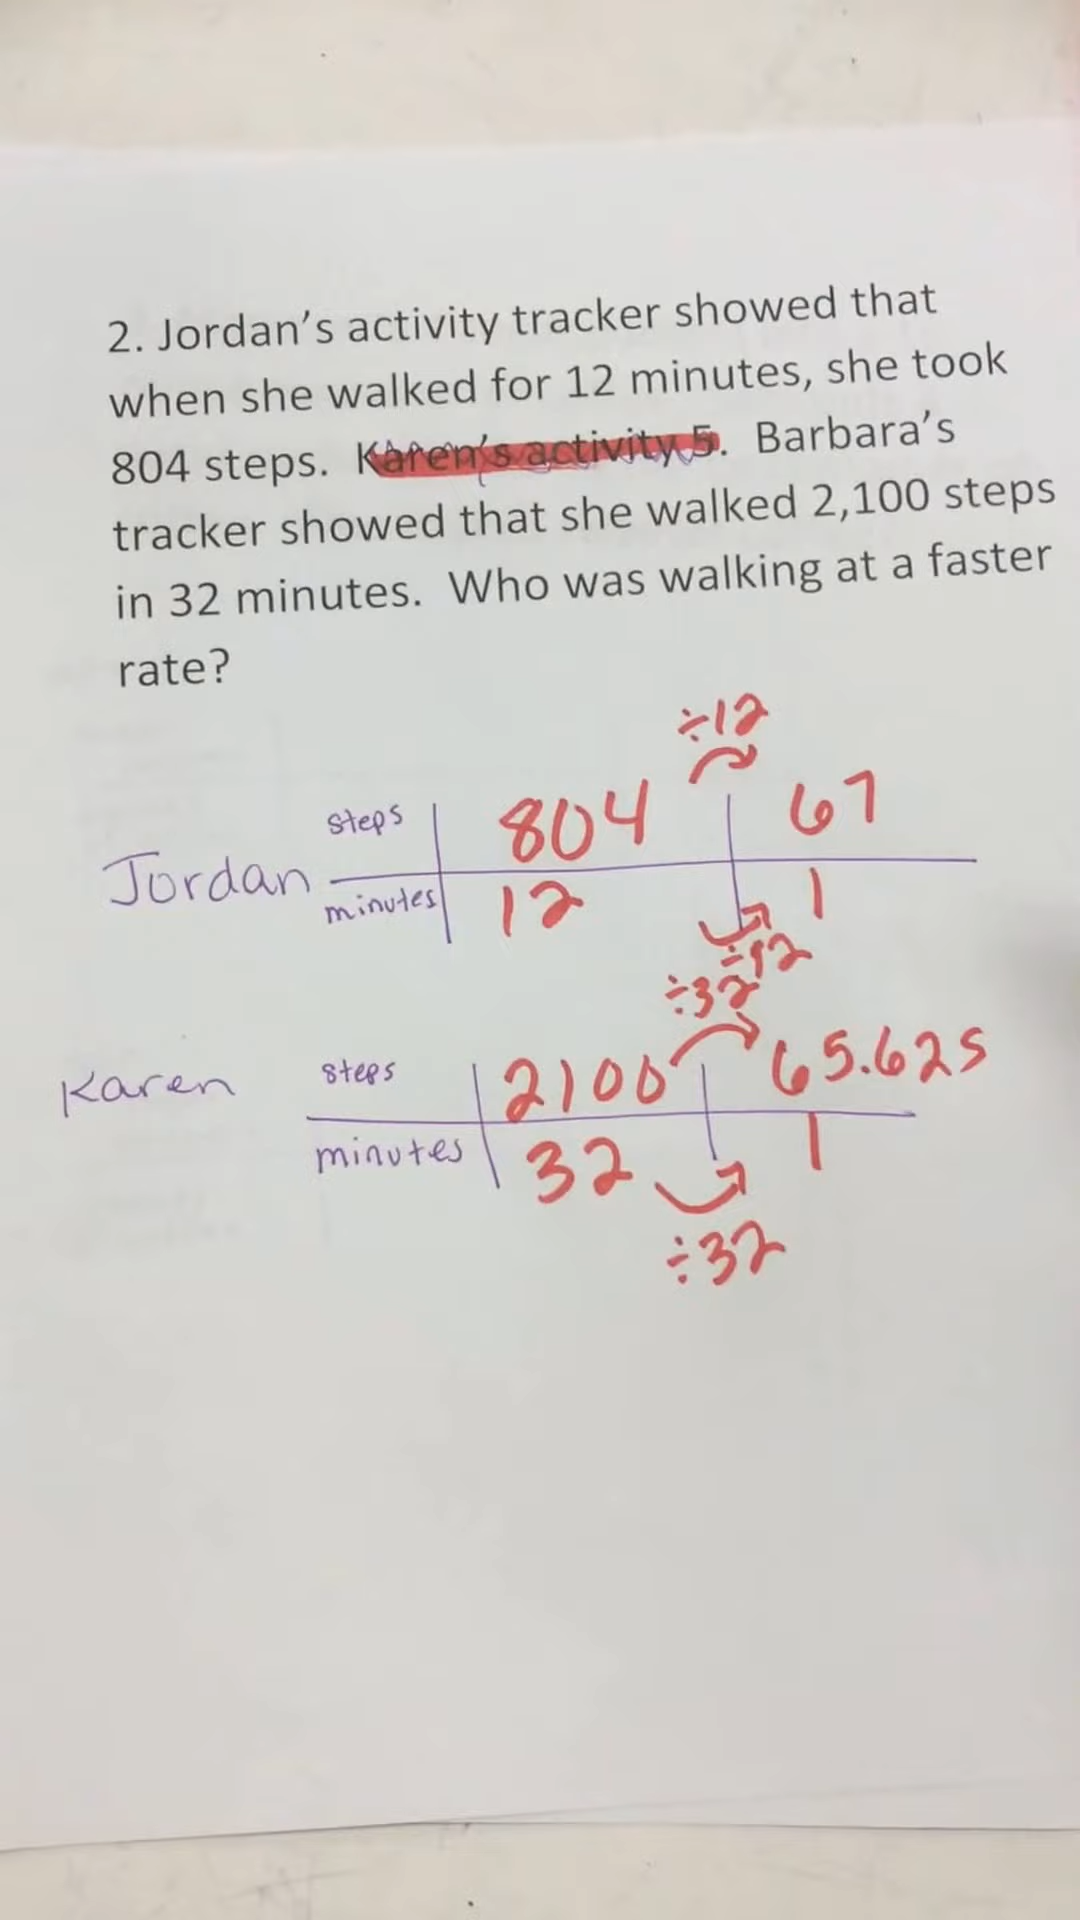 2. Jordan's activity tracker showed that
when she walked for 12 minutes, she took
804 steps. Karen's activity 5. Barbara's
tracker showed that she walked 2,100 steps
in 32 minutes. Who was walking at a faster
rate?
÷12
steps 804 67
Jordan
minutes 12 1
÷12
÷32
Karen steps 2100 65.625
minutes 32 1
÷32